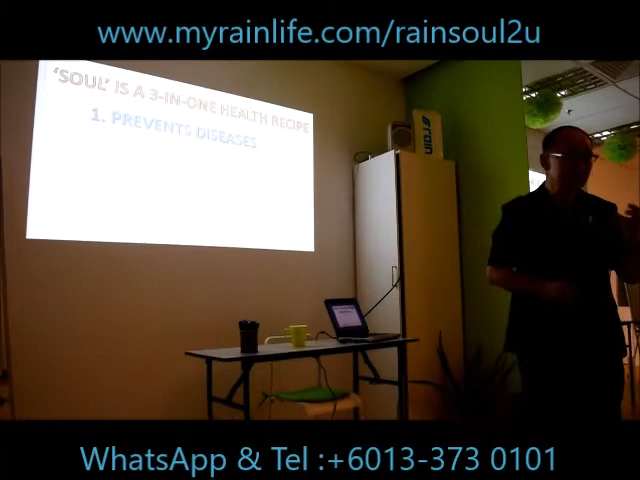 www.myrainlife.com/rainsoul2u
'SOUL' IS A 3-IN-ONE HEALTH RECIPE
1. PREVENTS DISEASES
rain
WhatsApp & Tel :+6013-373 0101